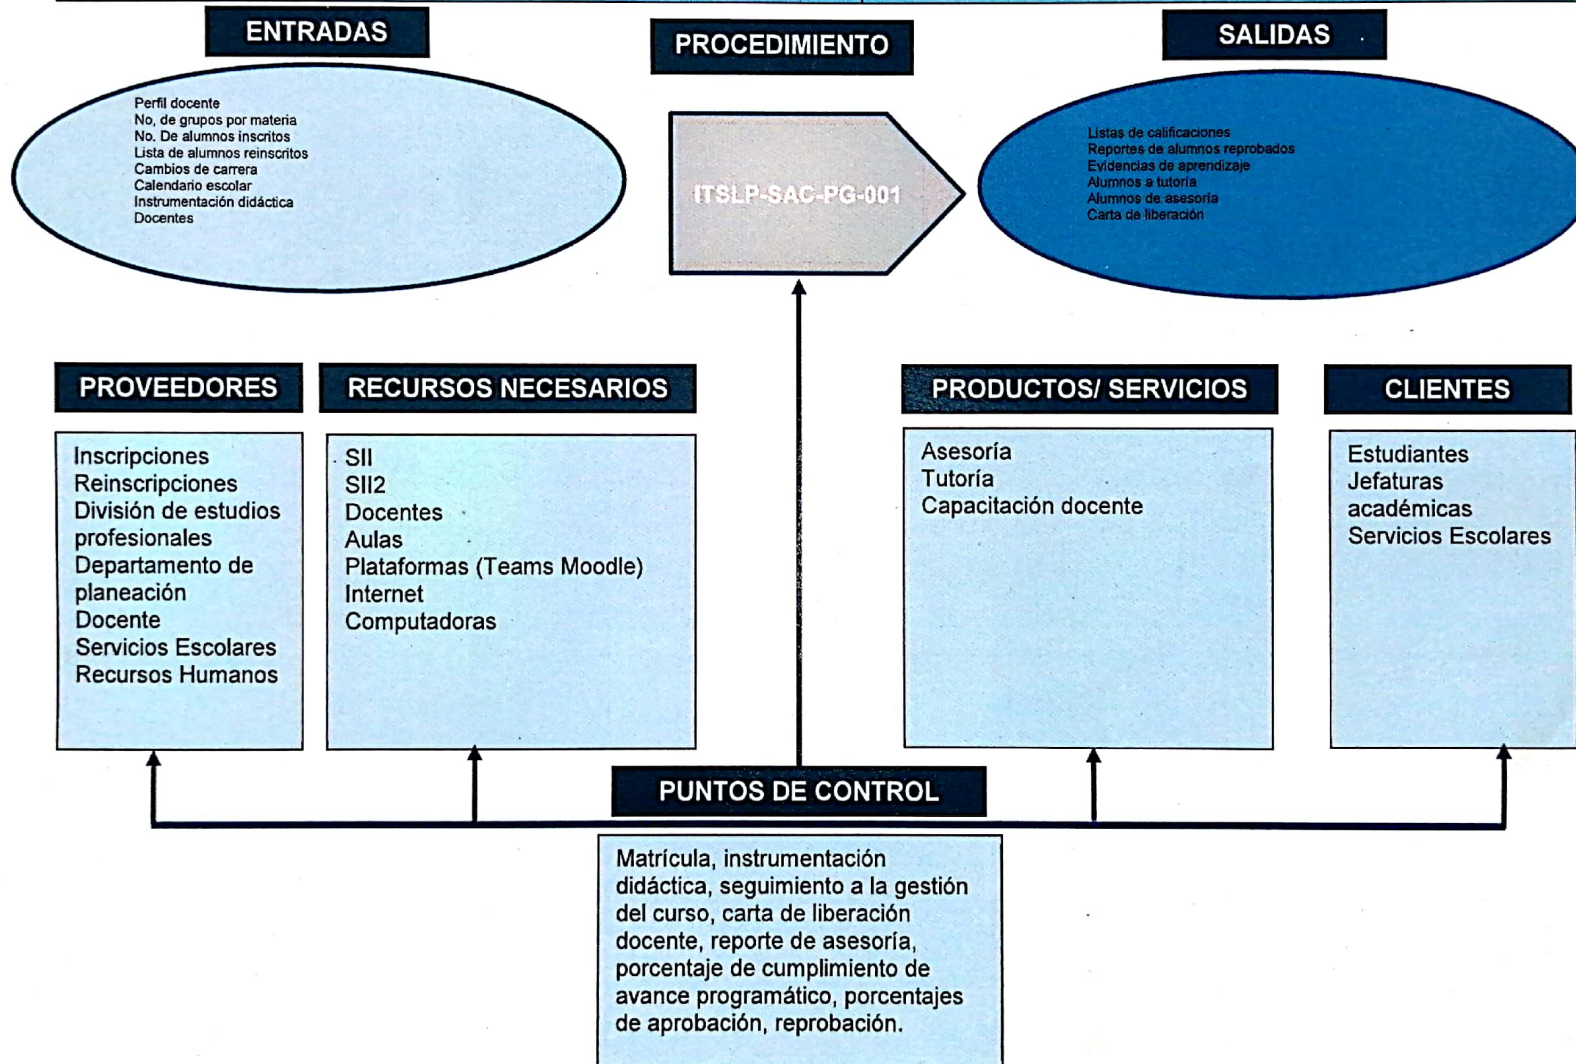 ENTRADAS
PROCEDIMIENTO
SALIDAS
Perfil docente
No, de grupos por materia
No. De alumnos inscritos
Lista de alumnos reinscritos
Cambios de carrera
Calendario escolar
Instrumentación didáctica
Docentes
ITSLP-SAC-PG-001
Listas de calificaciones
Reportes de alumnos reprobados
Evidencias de aprendizaje
Alumnos a tutoría
Alumnos de asesoría
Carta de liberación
PROVEEDORES
Inscripciones
Reinscripciones
División de estudios
profesionales
Departamento de
planeación
Docente
Servicios Escolares
Recursos Humanos
RECURSOS NECESARIOS
SII
SII2
Docentes
Aulas
Plataformas (Teams Moodle)
Internet
Computadoras
PRODUCTOS/ SERVICIOS
Asesoría
Tutoría
Capacitación docente
CLIENTES
Estudiantes
Jefaturas
académicas
Servicios Escolares
PUNTOS DE CONTROL
Matrícula, instrumentación
didáctica, seguimiento a la gestión
del curso, carta de liberación
docente, reporte de asesoría,
porcentaje de cumplimiento de
avance programático, porcentajes
de aprobación, reprobación.